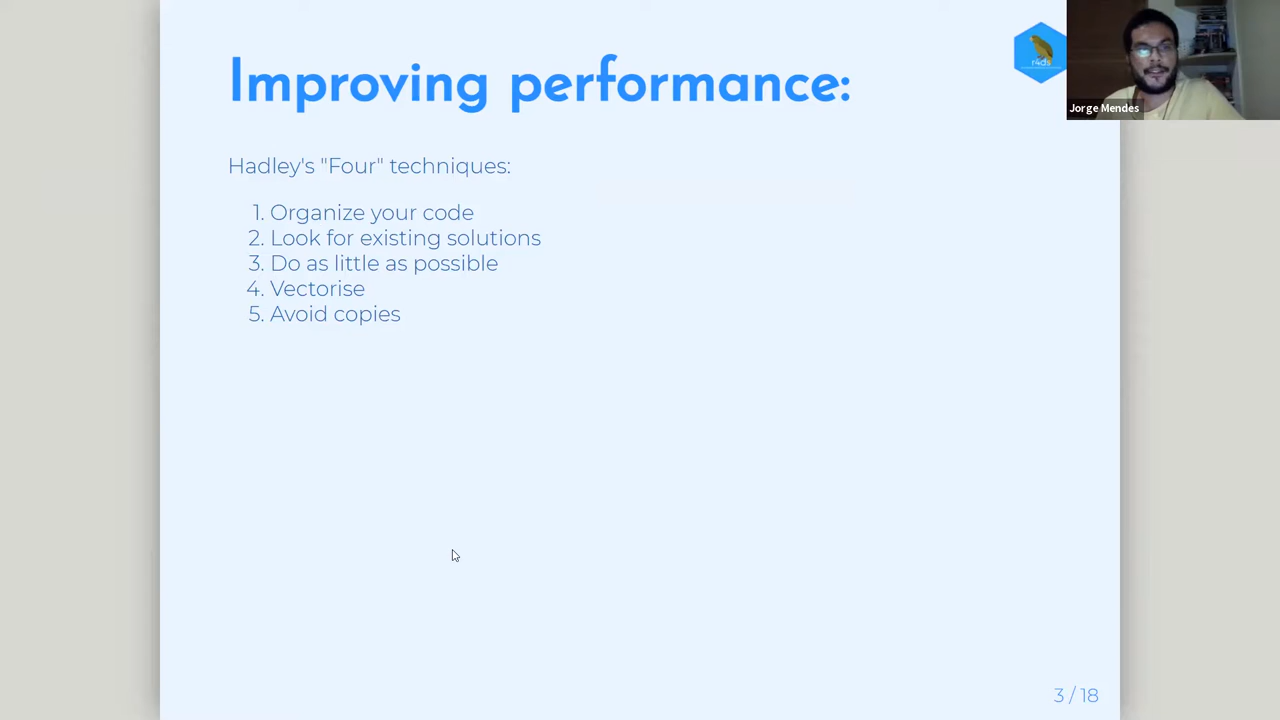 Improving performance:
r4ds
Jorge Mendes
Hadley's "Four" techniques:
1. Organize your code
2. Look for existing solutions
3. Do as little as possible
4. Vectorise
5. Avoid copies
3 / 18